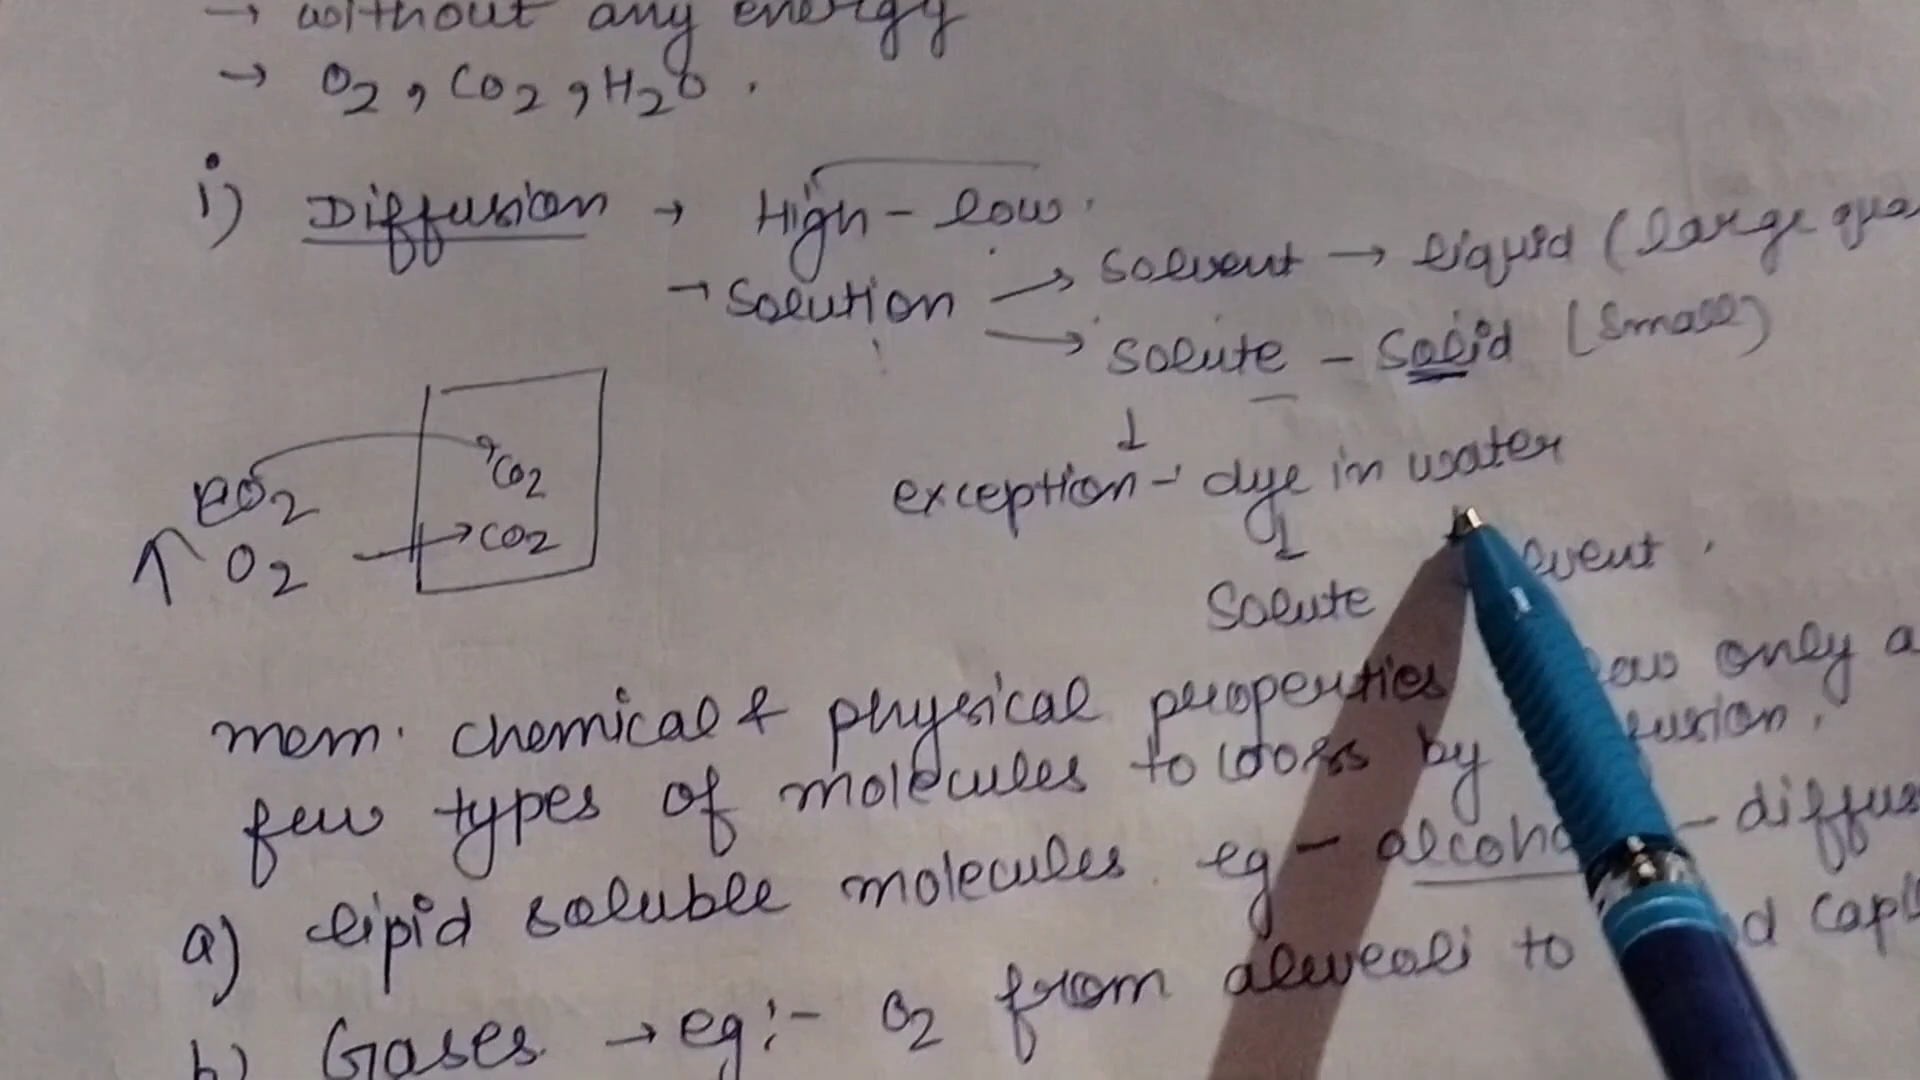 → without any energy
→ O2, CO2, H2O.
i) Diffusion → High - low.
→ Solution → Solvent → liquid (large
→ Solute - Solid (Small)
↓
exception - dye in water
↓
Solute
CO2
CO2
O2 → CO2
mem. chemical & physical properties only a
few types of molecules to cross by
a) lipid soluble molecules. eg -
b) Gases → eg :- O2 from alveoli to